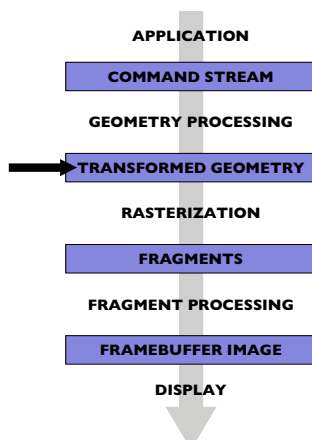 APPLICATION
COMMAND STREAM
GEOMETRY PROCESSING
TRANSFORMED GEOMETRY
RASTERIZATION
FRAGMENTS
FRAGMENT PROCESSING
FRAMEBUFFER IMAGE
DISPLAY